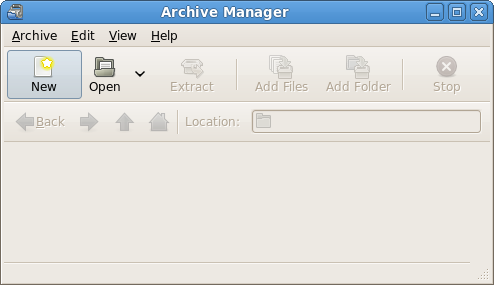 Archive Manager
Archive Edit View Help
New Open Extract Add Files Add Folder Stop
Back Location: